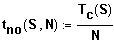 t_no(S,N) := T_c(S)/N